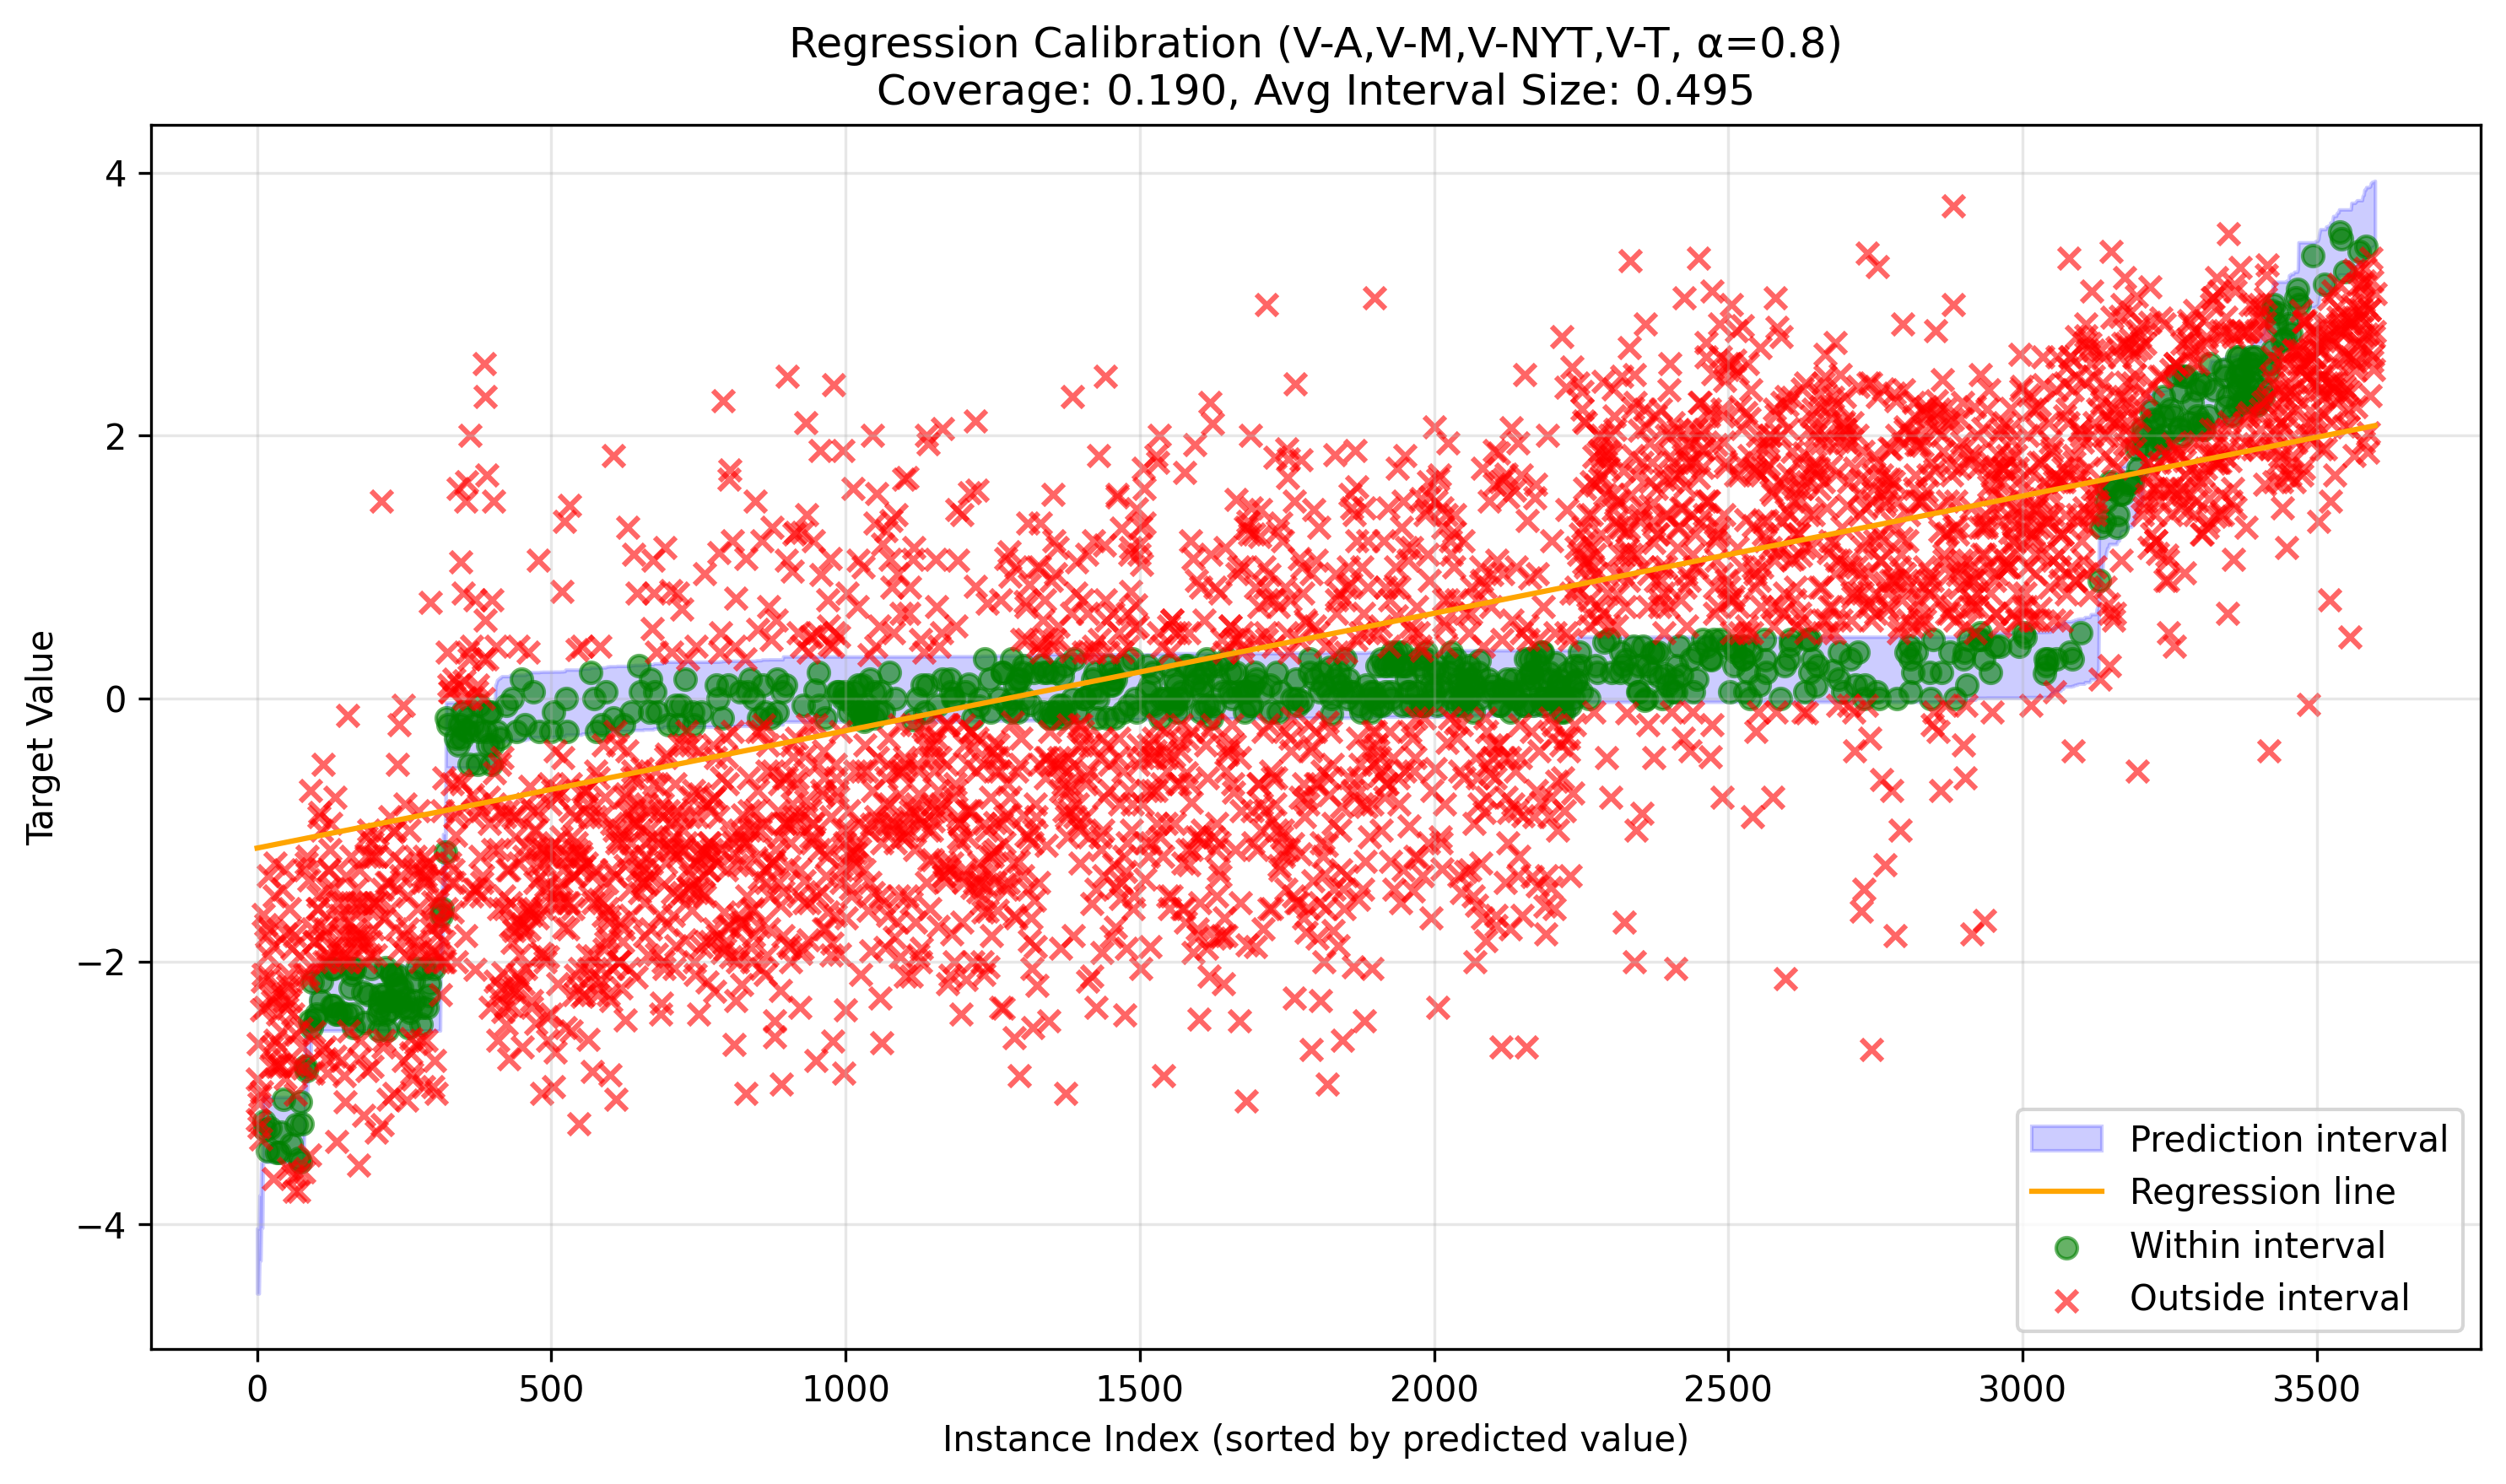 Regression Calibration (V-A,V-M,V-NYT,V-T, α=0.8)
Coverage: 0.190, Avg Interval Size: 0.495
Target Value
4
2
0
−2
−4
0 500 1000 1500 2000 2500 3000 3500
Instance Index (sorted by predicted value)
Prediction interval
Regression line
Within interval
Outside interval